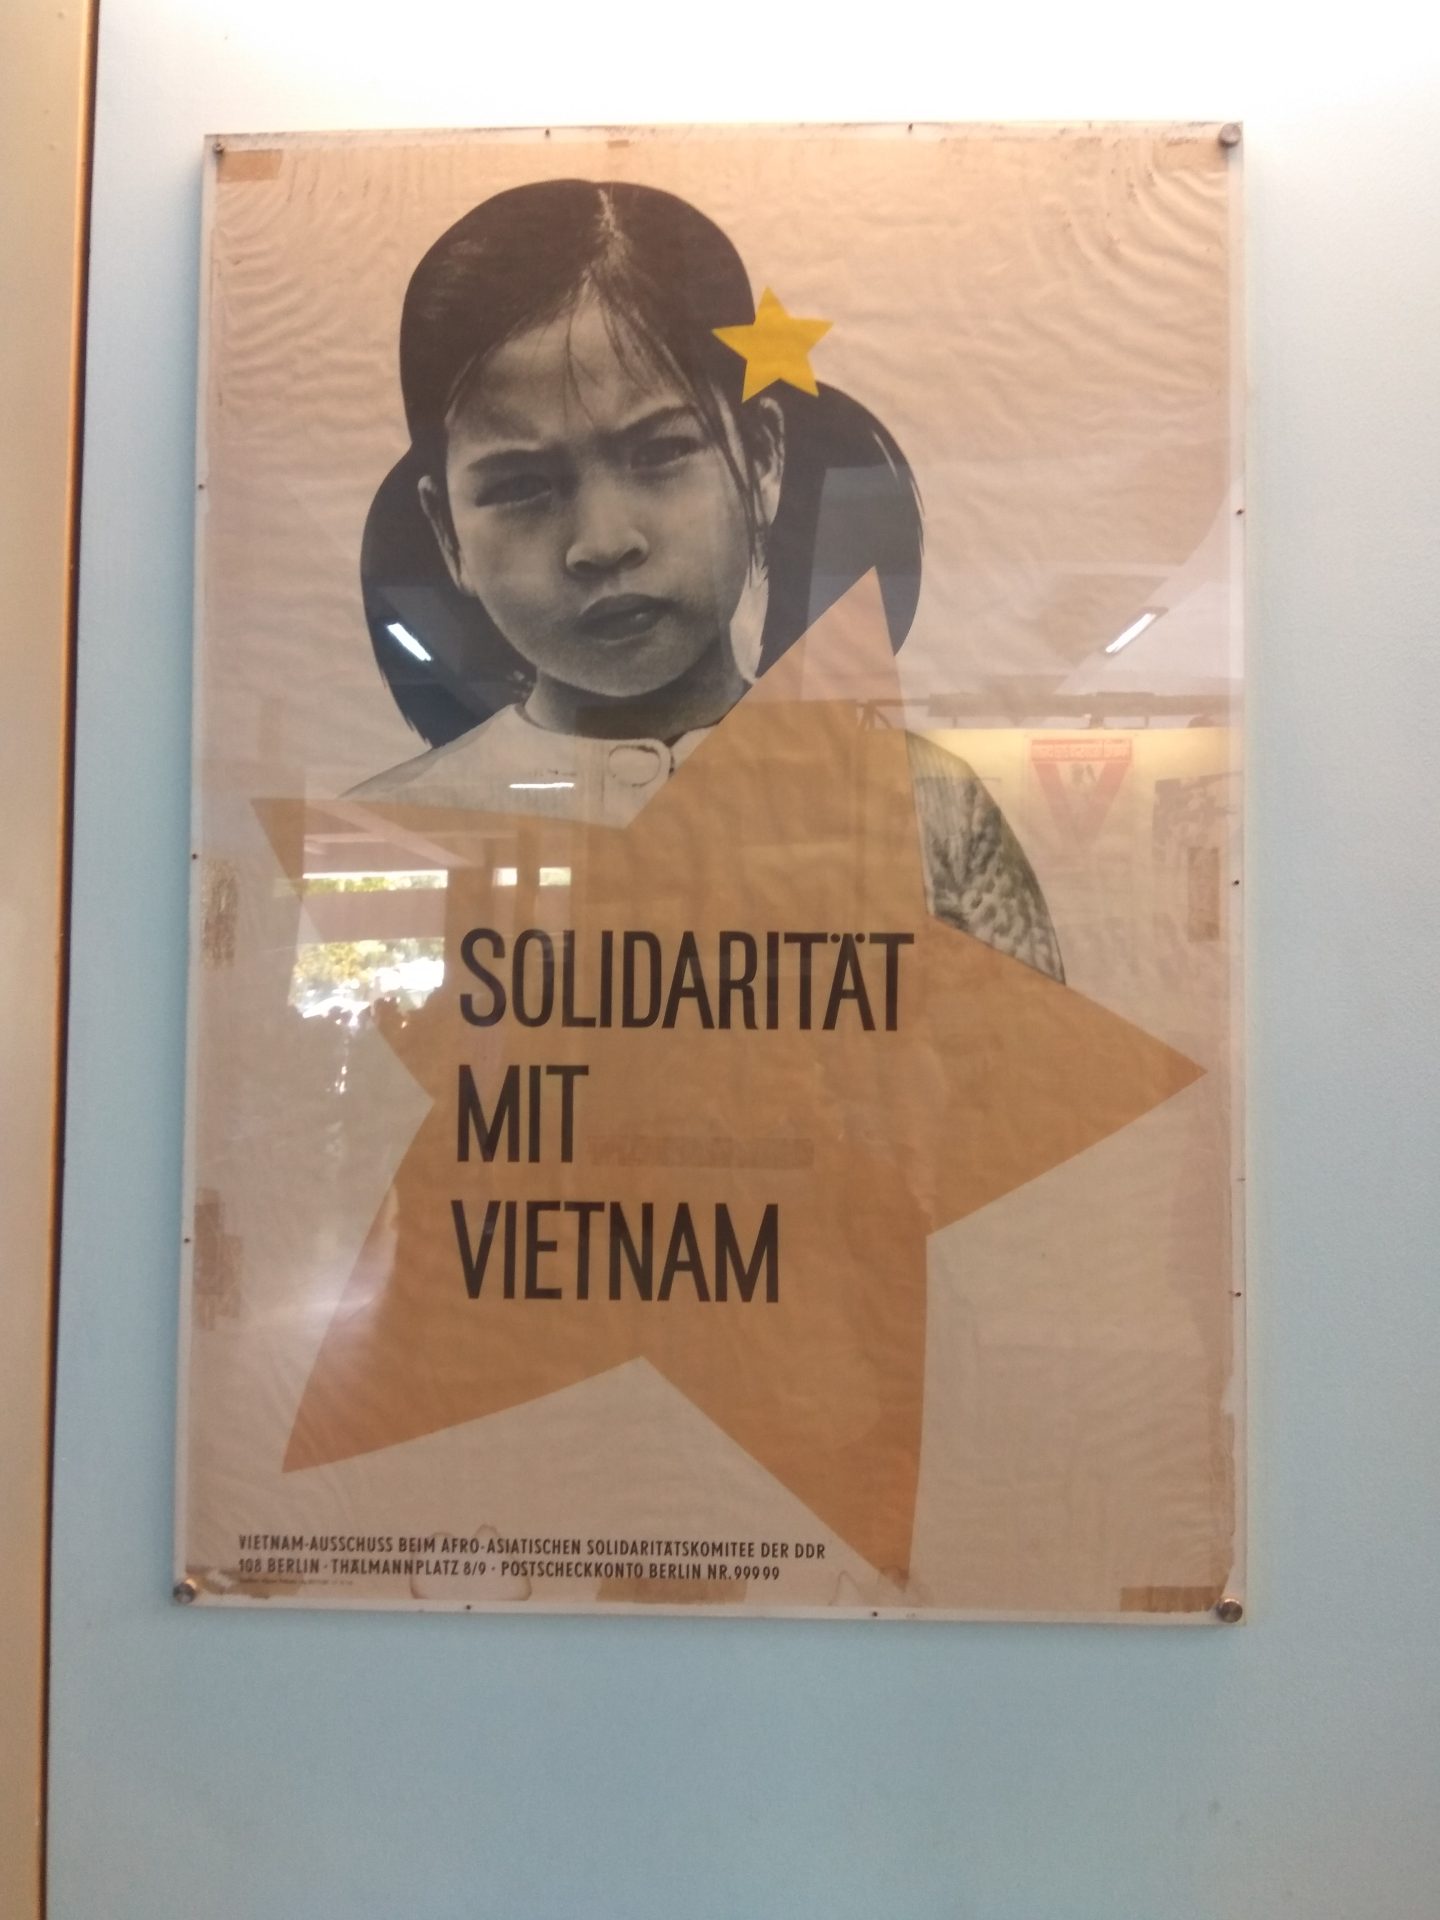 SOLIDARITÄT
MIT
VIETNAM
VIETNAM-AUSSCHUSS BEIM AFRO-ASIATISCHEN SOLIDARITÄTSKOMITEE DER DDR
108 BERLIN · THÄLMANNPLATZ 8/9 · POSTSCHECKKONTO BERLIN NR. 99999